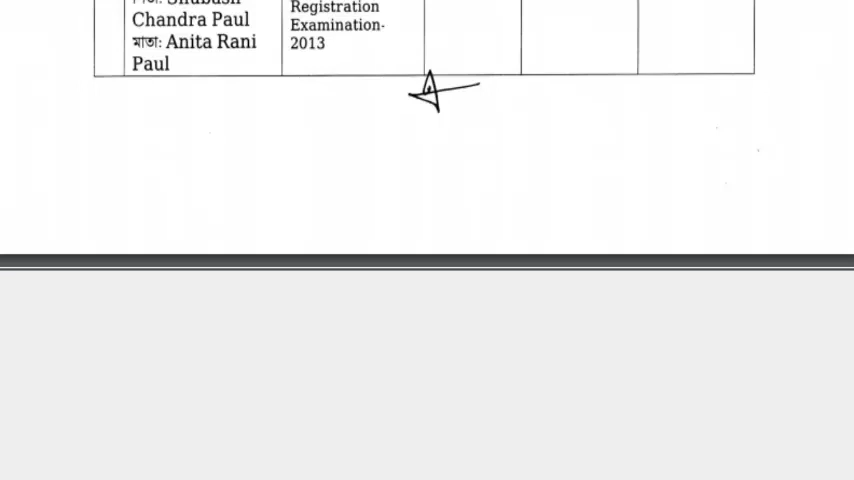 Chandra Paul
মাতা: Anita Rani
Paul
Registration
Examination-
2013